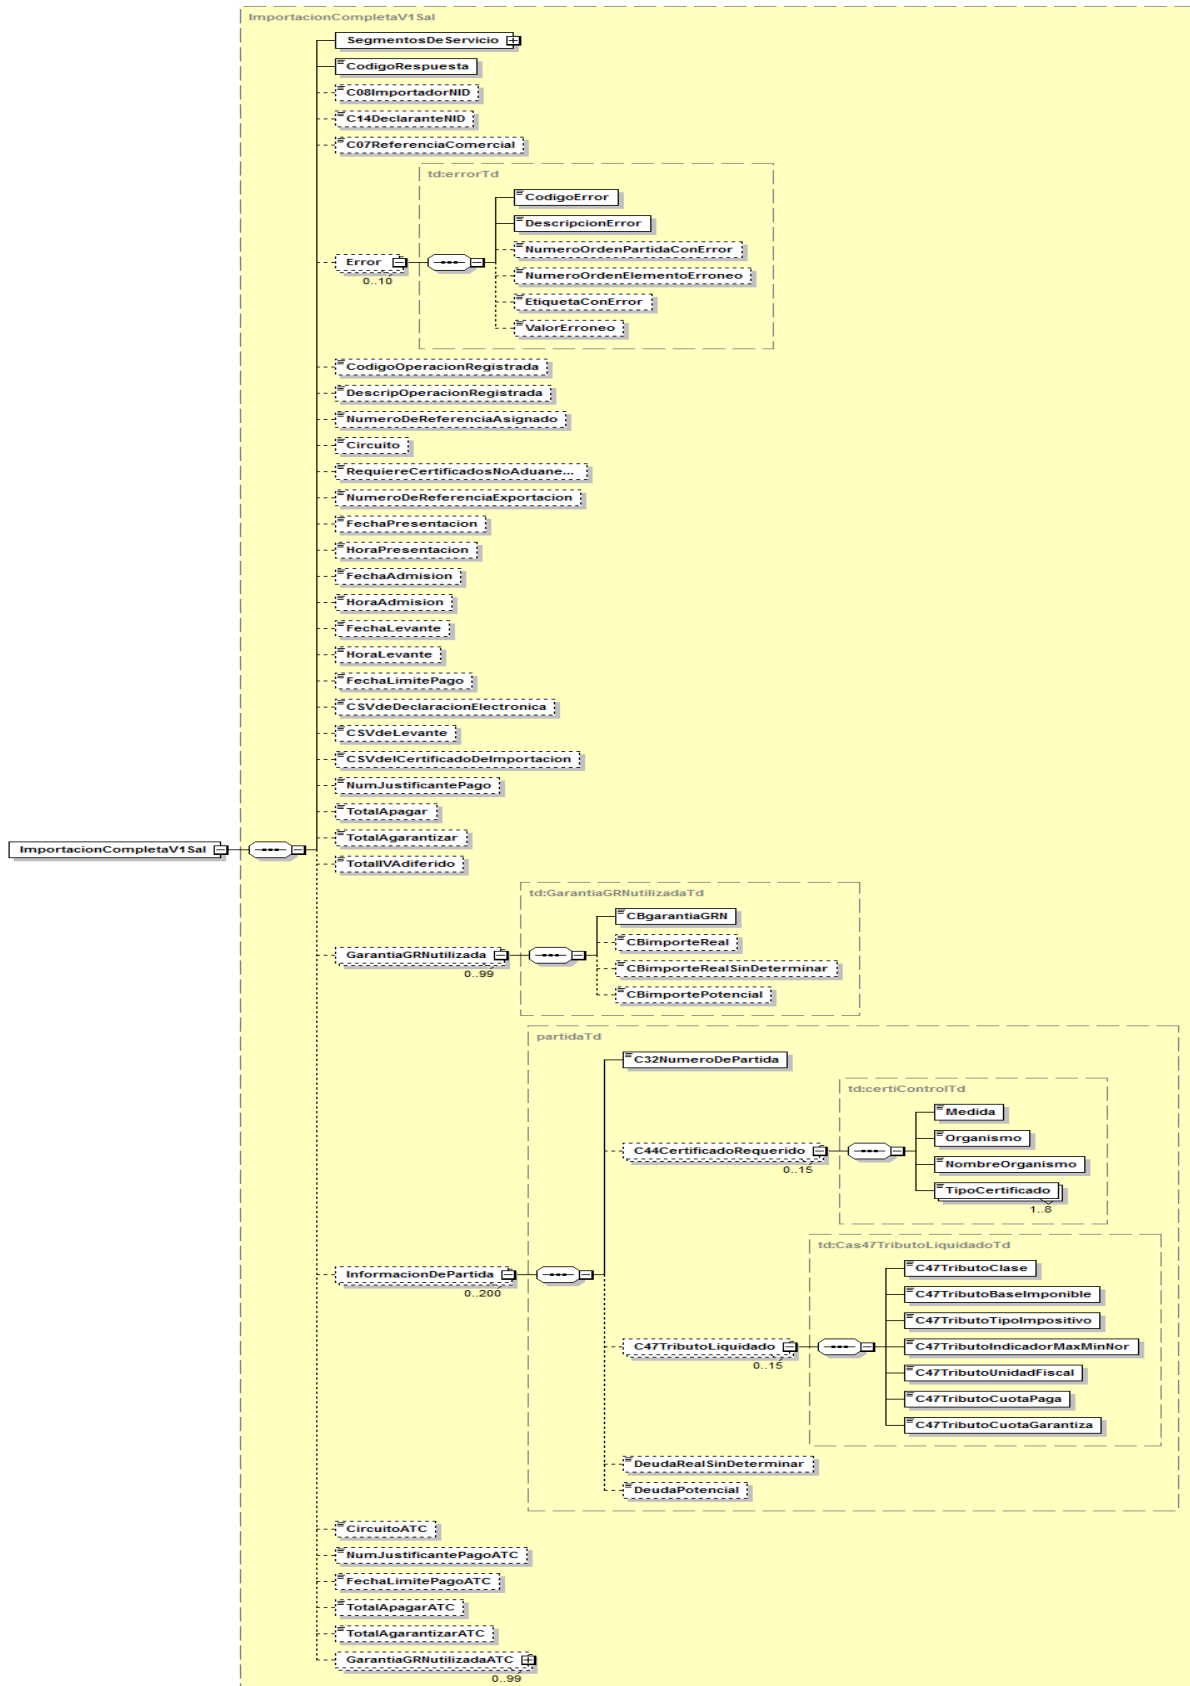 ImportacionCompletaV1Sal
SegmentosDeServicio
CodigoRespuesta
C08ImportadorNID
C14DeclaranteNID
C07ReferenciaComercial
td:errorTd
CodigoError
DescripcionError
NumeroOrdenPartidaConError
Error
0..10
NumeroOrdenElementoErroneo
EtiquetaConError
ValorErroneo
CodigoOperacionRegistrada
DescripOperacionRegistrada
NumeroDeReferenciaAsignado
Circuito
RequiereCertificadosNoAduane...
NumeroDeReferenciaExportacion
FechaPresentacion
HoraPresentacion
FechaAdmision
HoraAdmision
FechaLevante
HoraLevante
FechaLimitePago
CSVdeDeclaracionElectronica
CSVdeLevante
CSVdelCertificadoDeImportacion
NumJustificantePago
TotalApagar
TotalAgarantizar
ImportacionCompletaV1Sal
TotalIVAdiferido
td:GarantiaGRNutilizadaTd
CBgarantiaGRN
CBimporteReal
GarantiaGRNutilizada
0..99
CBimporteRealSinDeterminar
CBimportePotencial
partidaTd
C32NumeroDePartida
td:certiControlTd
Medida
Organismo
C44CertificadoRequerido
0..15
NombreOrganismo
TipoCertificado
1..8
td:Cas47TributoLiquidadoTd
C47TributoClase
InformacionDePartida
0..200
C47TributoBaseImponible
C47TributoTipoImpositivo
C47TributoLiquidado
0..15
C47TributoIndicadorMaxMinNor
C47TributoUnidadFiscal
C47TributoCuotaPaga
C47TributoCuotaGarantiza
DeudaRealSinDeterminar
DeudaPotencial
CircuitoATC
NumJustificantePagoATC
FechaLimitePagoATC
TotalApagarATC
TotalAgarantizarATC
GarantiaGRNutilizadaATC
0..99